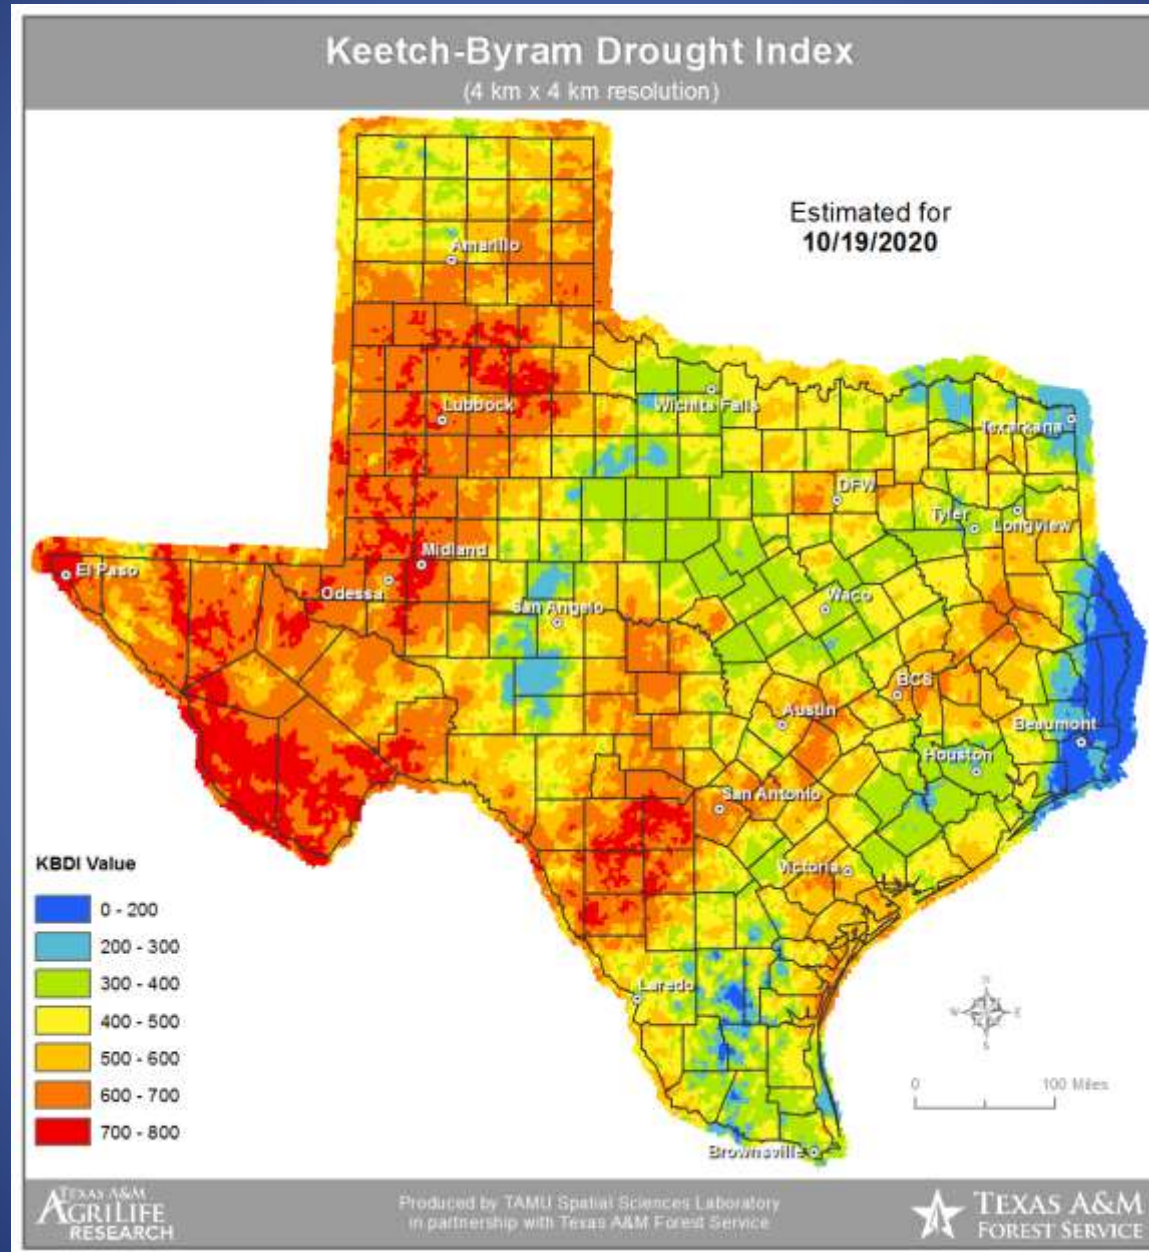 Keetch-Byram Drought Index
(4 km x 4 km resolution)
Estimated for
10/19/2020
Amarillo
Lubbock
Wichita Falls
Texarkana
DFW
Tyler
Longview
El Paso
Midland
Odessa
San Angelo
Waco
BCS
Austin
Beaumont
Houston
San Antonio
Victoria
Laredo
Brownsville
KBDI Value
0 - 200
200 - 300
300 - 400
400 - 500
500 - 600
600 - 700
700 - 800
N
W E
S
0 100 Miles
TEXAS A&M
AGRILIFE
RESEARCH
Produced by TAMU Spatial Sciences Laboratory
in partnership with Texas A&M Forest Service
TEXAS A&M
FOREST SERVICE